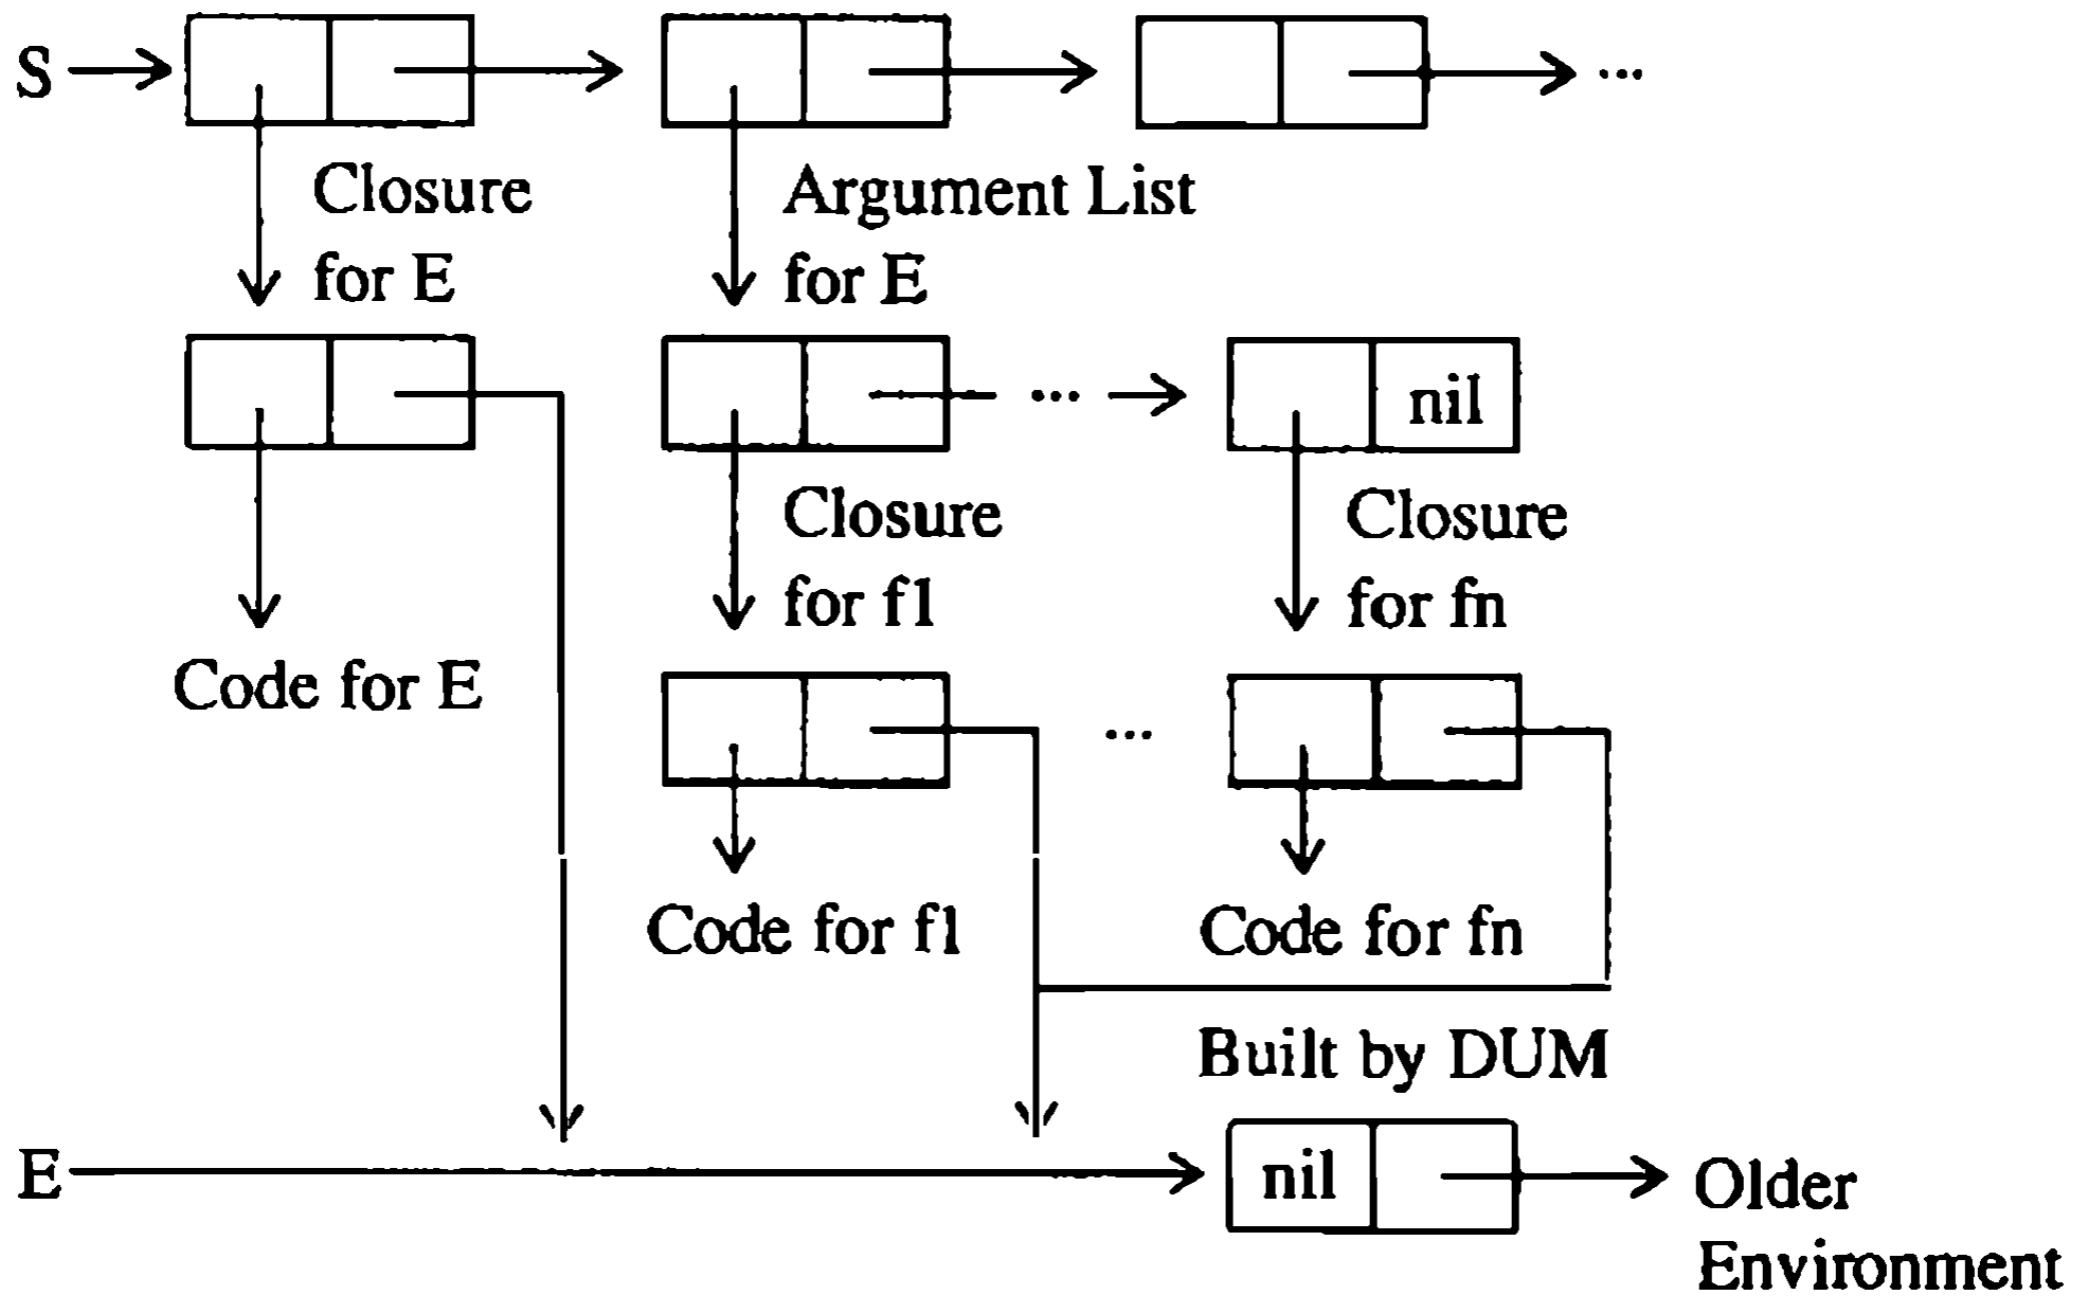 S
...
Closure
for E
Argument List
for E
...
nil
Closure
for f1
Closure
for fn
Code for E
...
Code for f1
Code for fn
Built by DUM
E
nil
Older
Environment